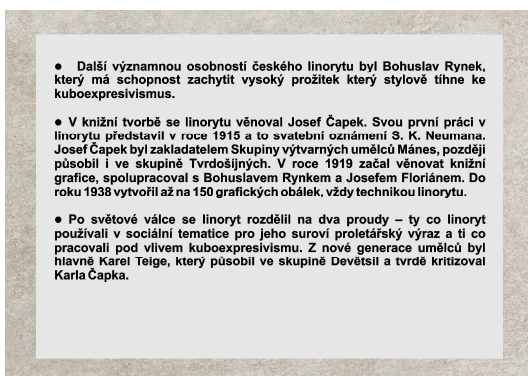 ● Další významnou osobností českého linorytu byl Bohuslav Rynek,
který má schopnost zachytit vysoký prožitek který stylově tíhne ke
kuboexpresivismus.
● V knižní tvorbě se linorytu věnoval Josef Čapek. Svou první práci v
linorytu představil v roce 1915 a to svatební oznámení S. K. Neumana.
Josef Čapek byl zakladatelem Skupiny výtvarných umělců Mánes, později
působil i ve skupině Tvrdošíjných. V roce 1919 začal věnovat knižní
grafice, spolupracoval s Bohuslavem Rynkem a Josefem Floriánem. Do
roku 1938 vytvořil až na 150 grafických obálek, vždy technikou linorytu.
● Po světové válce se linoryt rozdělil na dva proudy – ty co linoryt
používali v sociální tematice pro jeho suroví proletářský výraz a ti co
pracovali pod vlivem kuboexpresivismu. Z nové generace umělců byl
hlavně Karel Teige, který působil ve skupině Devětsil a tvrdě kritizoval
Karla Čapka.